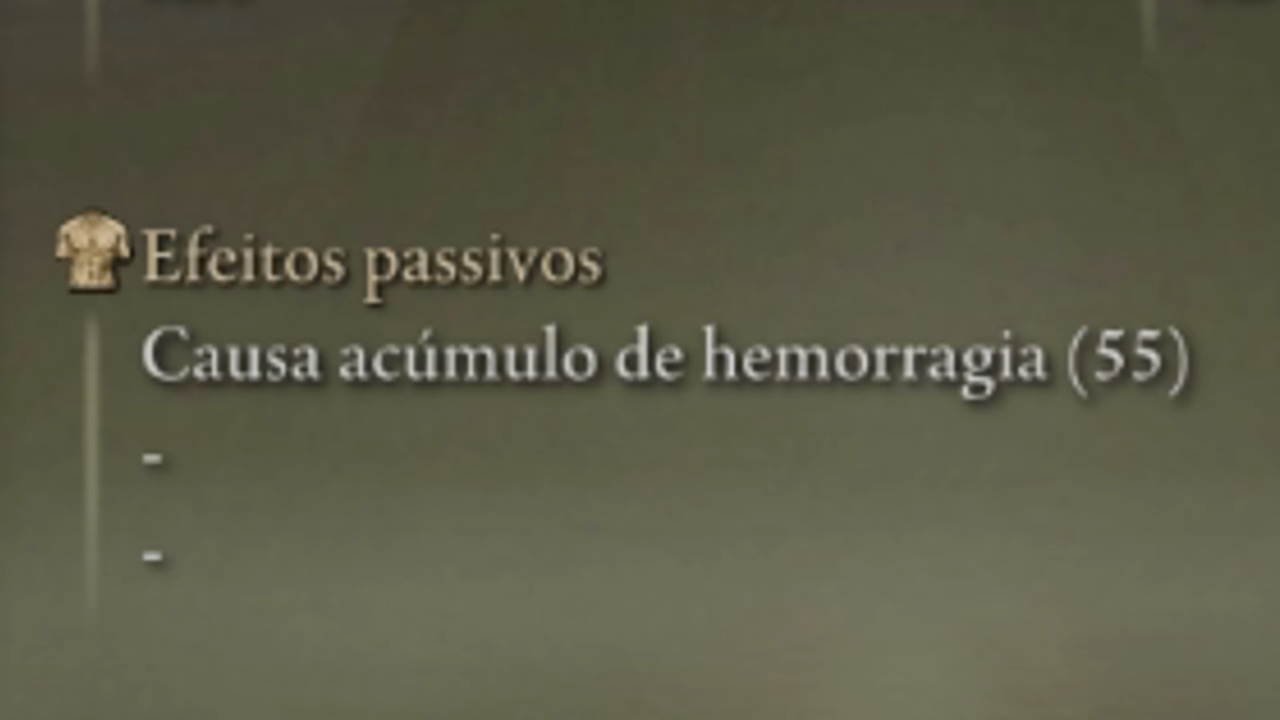 Efeitos passivos
Causa acúmulo de hemorragia (55)
-
-